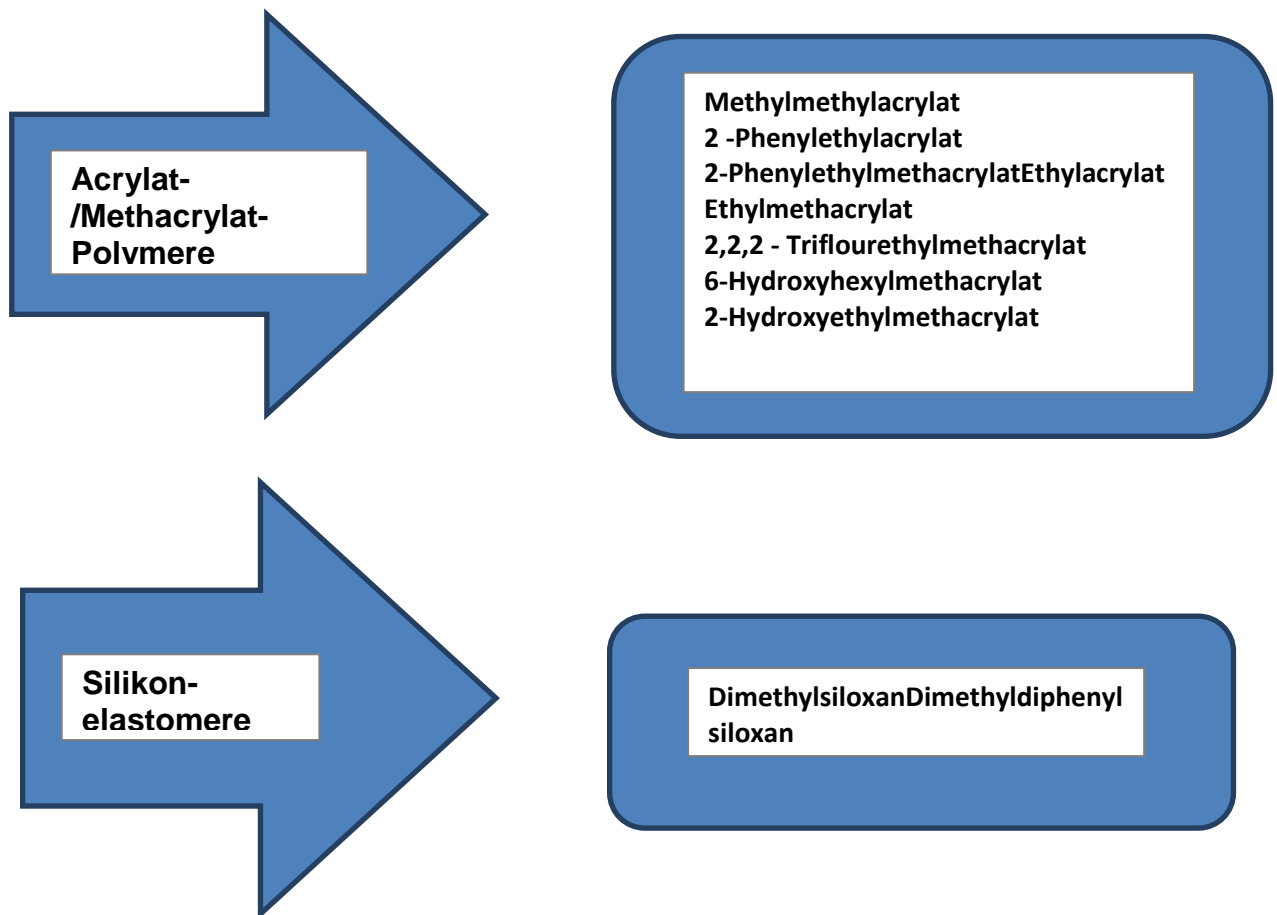 Acrylat-
/Methacrylat-
Polymere
Methylmethylacrylat
2 -Phenylethylacrylat
2-PhenylethylmethacrylatEthylacrylat
Ethylmethacrylat
2,2,2 - Triflourethylmethacrylat
6-Hydroxyhexylmethacrylat
2-Hydroxyethylmethacrylat
Silikon-
elastomere
DimethylsiloxanDimethyldiphenyl
siloxan